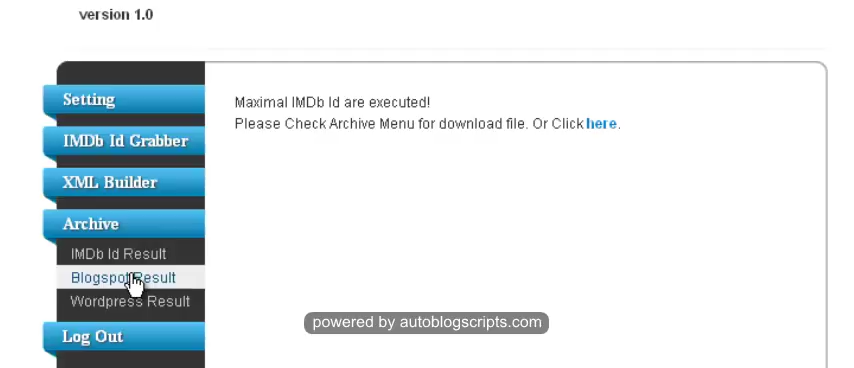 version 1.0
Setting
IMDb Id Grabber
XML Builder
Archive
IMDb Id Result
Blogspot Result
Wordpress Result
Log Out
Maximal IMDb Id are executed!
Please Check Archive Menu for download file. Or Click here.
powered by autoblogscripts.com